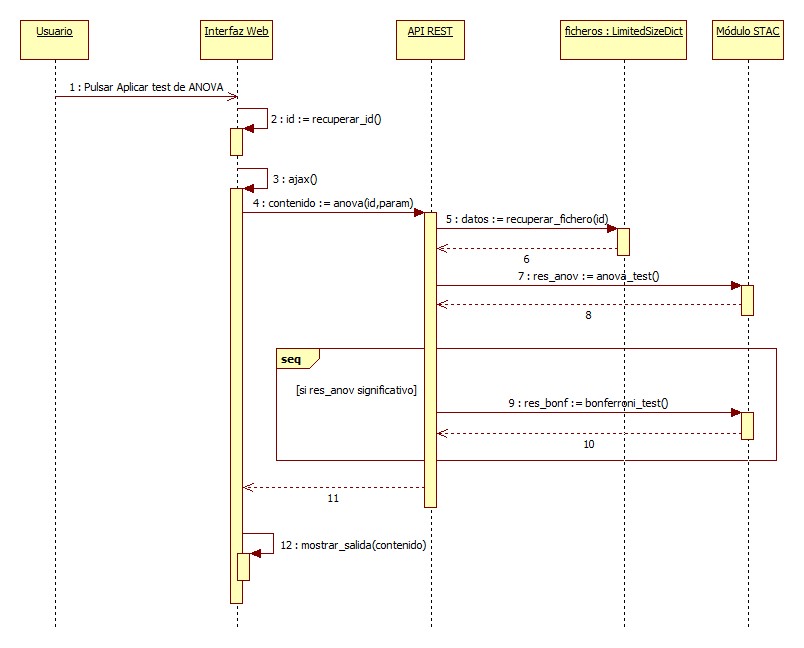 Usuario
Interfaz Web
API REST
ficheros : LimitedSizeDict
Módulo STAC
1 : Pulsar Aplicar test de ANOVA
2 : id := recuperar_id()
3 : ajax()
4 : contenido := anova(id,param)
5 : datos := recuperar_fichero(id)
6
7 : res_anov := anova_test()
8
seq
[si res_anov significativo]
9 : res_bonf := bonferroni_test()
10
11
12 : mostrar_salida(contenido)